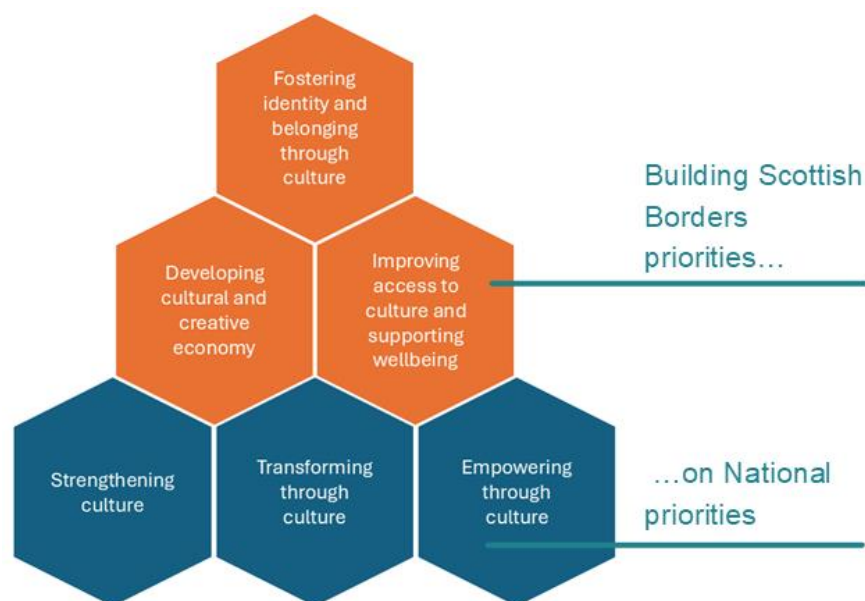 Fostering
identity and
belonging
through
culture
Building Scottish
Borders
priorities...
Developing
cultural and
creative
economy
Improving
access to
culture and
supporting
wellbeing
Strengthening
culture
Transforming
through
culture
Empowering
through
culture
...on National
priorities